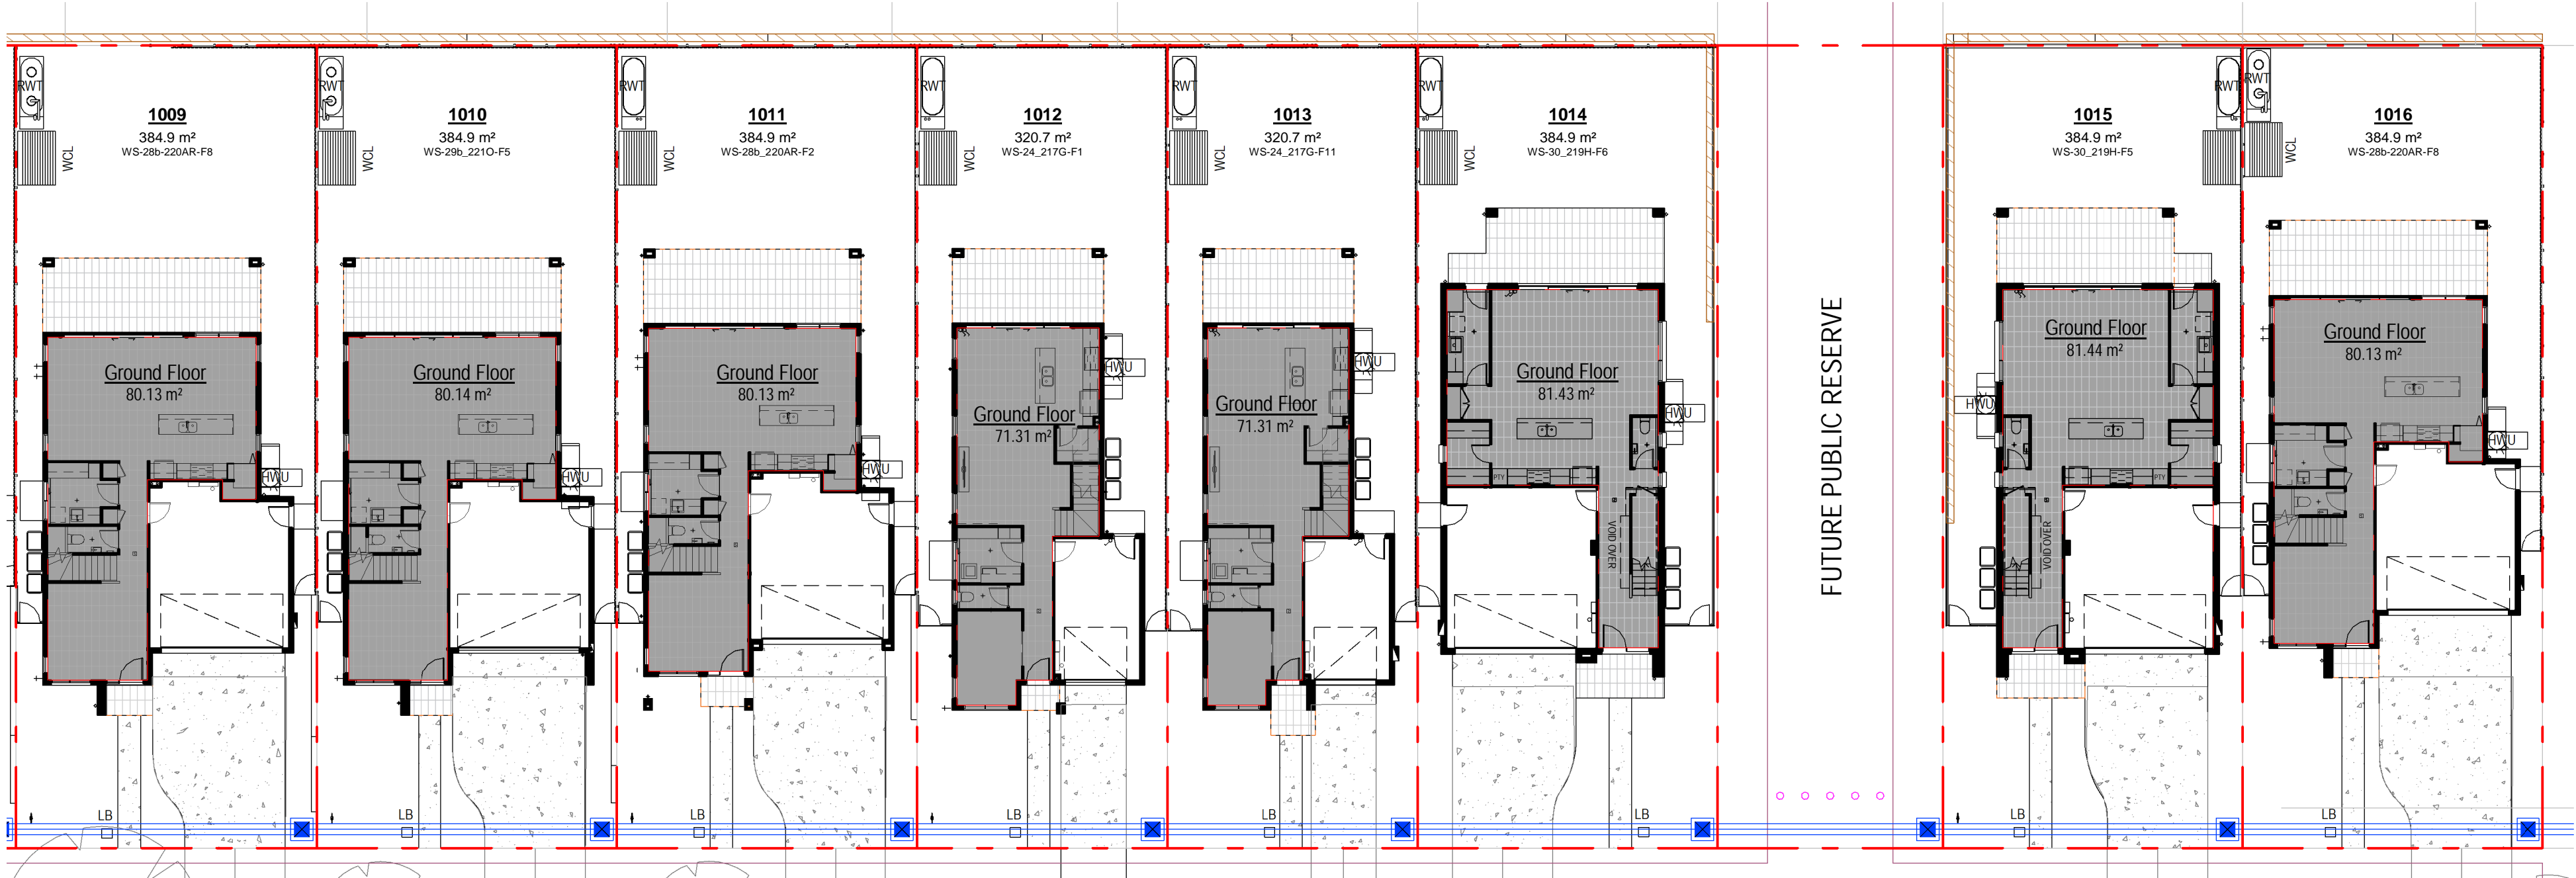 1009
384.9 m²
WS-28b-220AR-F8
RWT
WCL
Ground Floor
80.13 m²
HWU
LB
1010
384.9 m²
WS-29b_221O-F5
RWT
WCL
Ground Floor
80.14 m²
HWU
LB
1011
384.9 m²
WS-28b_220AR-F2
RWT
WCL
Ground Floor
80.13 m²
HWU
LB
1012
320.7 m²
WS-24_217G-F1
RWT
WCL
Ground Floor
71.31 m²
HWU
LB
1013
320.7 m²
WS-24_217G-F11
RWT
WCL
Ground Floor
71.31 m²
HWU
LB
1014
384.9 m²
WS-30_219H-F6
RWT
WCL
Ground Floor
81.43 m²
HWU
PTY
VOID OVER
LB
FUTURE PUBLIC RESERVE
1015
384.9 m²
WS-30_219H-F5
RWT
WCL
Ground Floor
81.44 m²
HWU
PTY
VOID OVER
LB
1016
384.9 m²
WS-28b-220AR-F8
RWT
Ground Floor
80.13 m²
HWU
LB